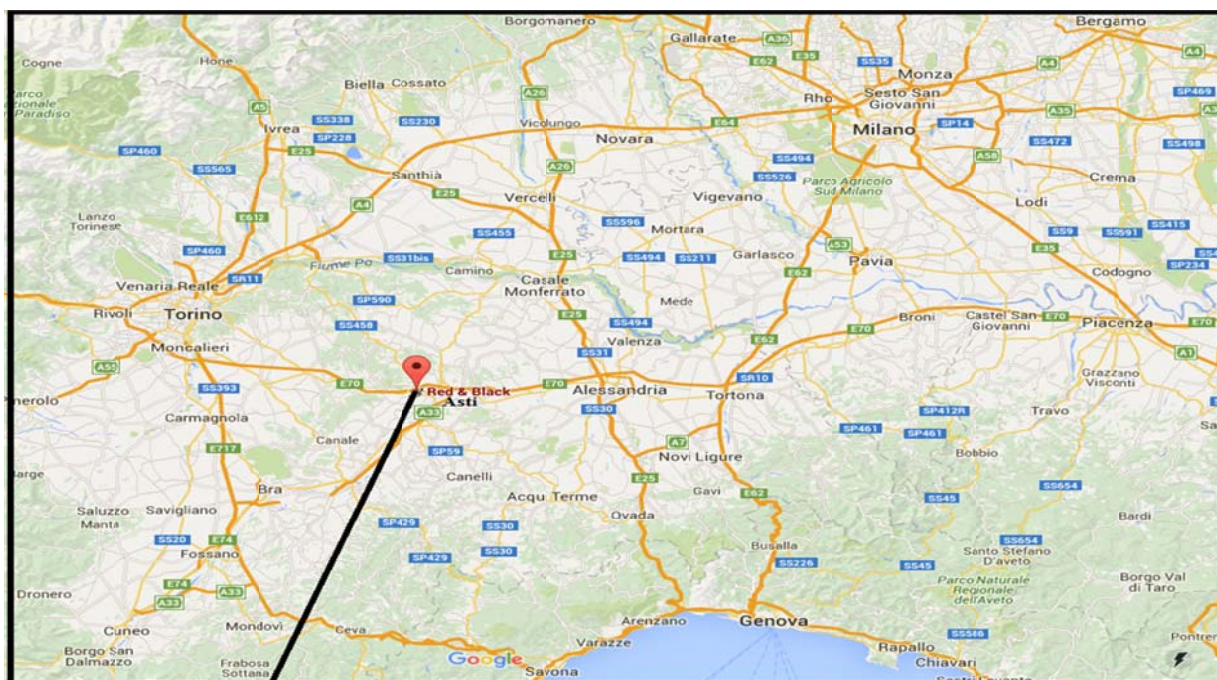 Borgomanero
Bergamo
Cogne
Hone
Gallarate
A36
E35
SS35
A4
A4
E62
Monza
Biella
Cossato
A26
Rho
Sesto San
Giovanni
SP469
A35
Parco
A5
Ivrea
SS338
SP228
SS230
Vicolungo
Novara
E64
Milano
SP14
SS472
SS498
SP460
E25
SS565
Santhià
A26
SS494
SS526
A58
Crema
E25
Vercelli
Vigevano
Parco Agricolo
Sud Milano
Lodi
Lanzo
Torinese
E612
A4
SS596
Mortara
SS9
SS415
SS591
SP460
SS455
E25
A53
E35
Fiume Po
SS31bis
SS494
SS211
Garlasco
Pavia
SP234
SR11
Camino
Casale
Monferrato
E62
Codogno
Venaria Reale
SP590
Mede
Rivoli
Torino
SS458
E25
SS494
Valenza
E70
Broni
Castel San
Giovanni
E70
Piacenza
E70
Moncalieri
SS31
E62
A1
A55
SS393
E70
Red & Black
Asti
E70
Alessandria
SR10
Tortona
Grazzano
Visconti
Carmagnola
A33
SS30
SP412R
Travo
E717
Canale
SP59
A7
SP461
SP461
Novi Ligure
Bobbio
Bra
Canelli
E25
Gavi
E62
SS45
SS654
Acqui Terme
Saluzzo
Manta
Savigliano
SP429
SS30
Ovada
Bardi
SS20
SS30
Busalla
SS654
Fossano
E74
SP429
SS226
SS45
Santo Stefano
D'Aveto
E74
A33
A33
Parco Naturale
Regionale
dell'Aveto
Borgo Val
di Taro
Dronero
Cuneo
Mondovì
Ceva
Arenzano
Genova
SS586
Borgo San
Dalmazzo
Frabosa
Sottana
Google
Varazze
Savona
Rapallo
Chiavari